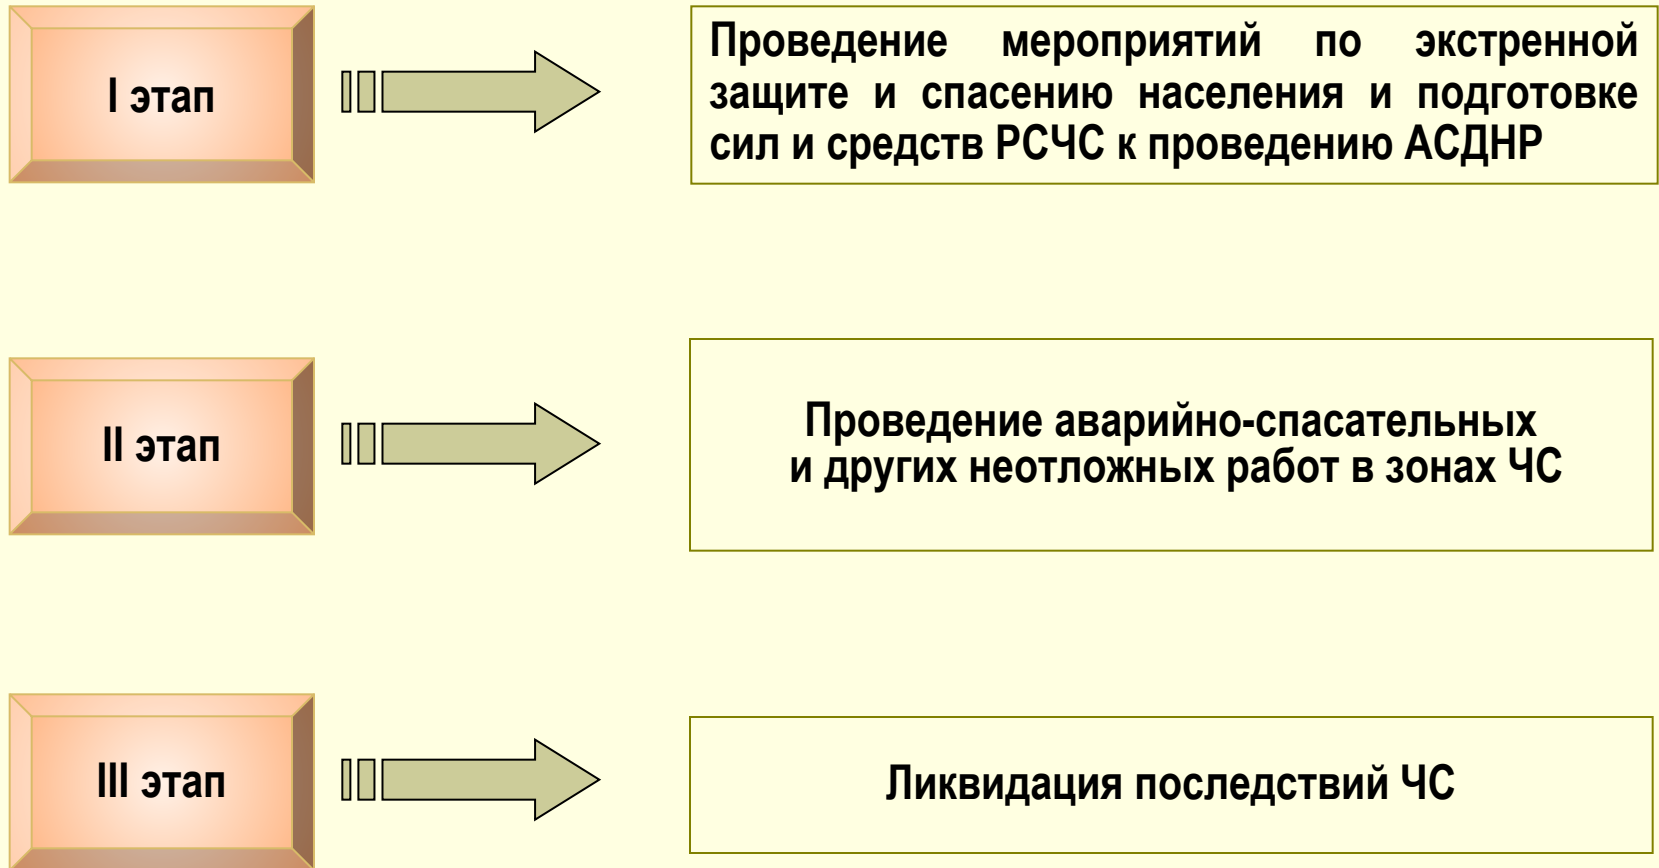 I этап
Проведение мероприятий по экстренной
защите и спасению населения и подготовке
сил и средств РСЧС к проведению АСДНР
II этап
Проведение аварийно-спасательных
и других неотложных работ в зонах ЧС
III этап
Ликвидация последствий ЧС